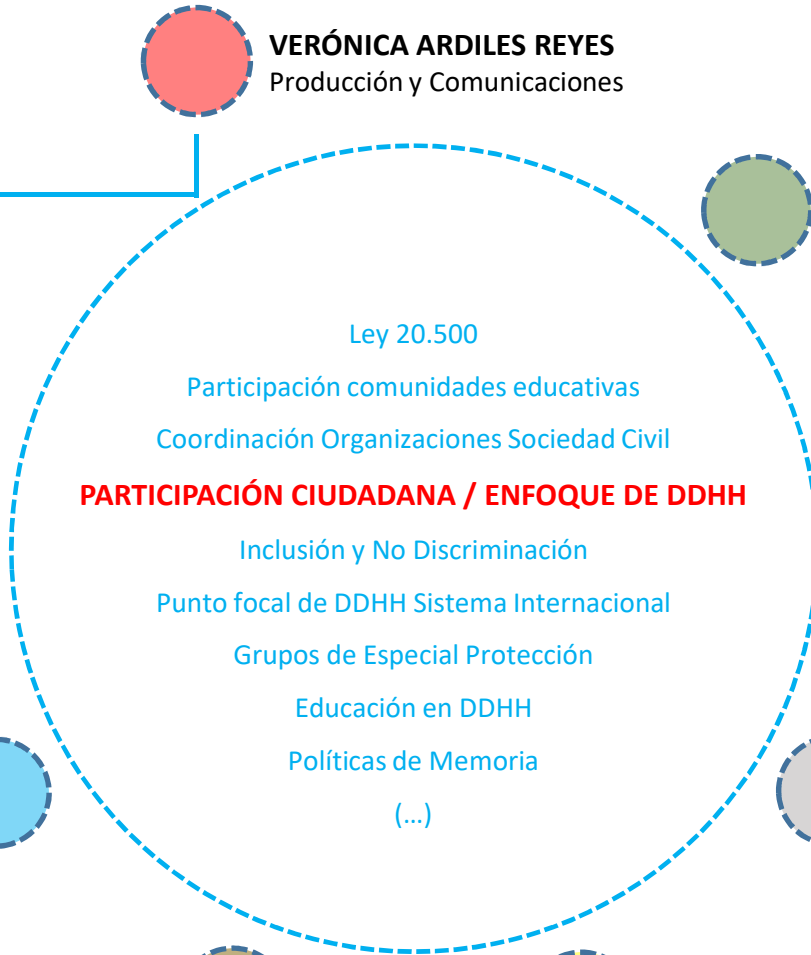 VERÓNICA ARDILES REYES
Producción y Comunicaciones
Ley 20.500
Participación comunidades educativas
Coordinación Organizaciones Sociedad Civil
PARTICIPACIÓN CIUDADANA / ENFOQUE DE DDHH
Inclusión y No Discriminación
Punto focal de DDHH Sistema Internacional
Grupos de Especial Protección
Educación en DDHH
Políticas de Memoria
(…)